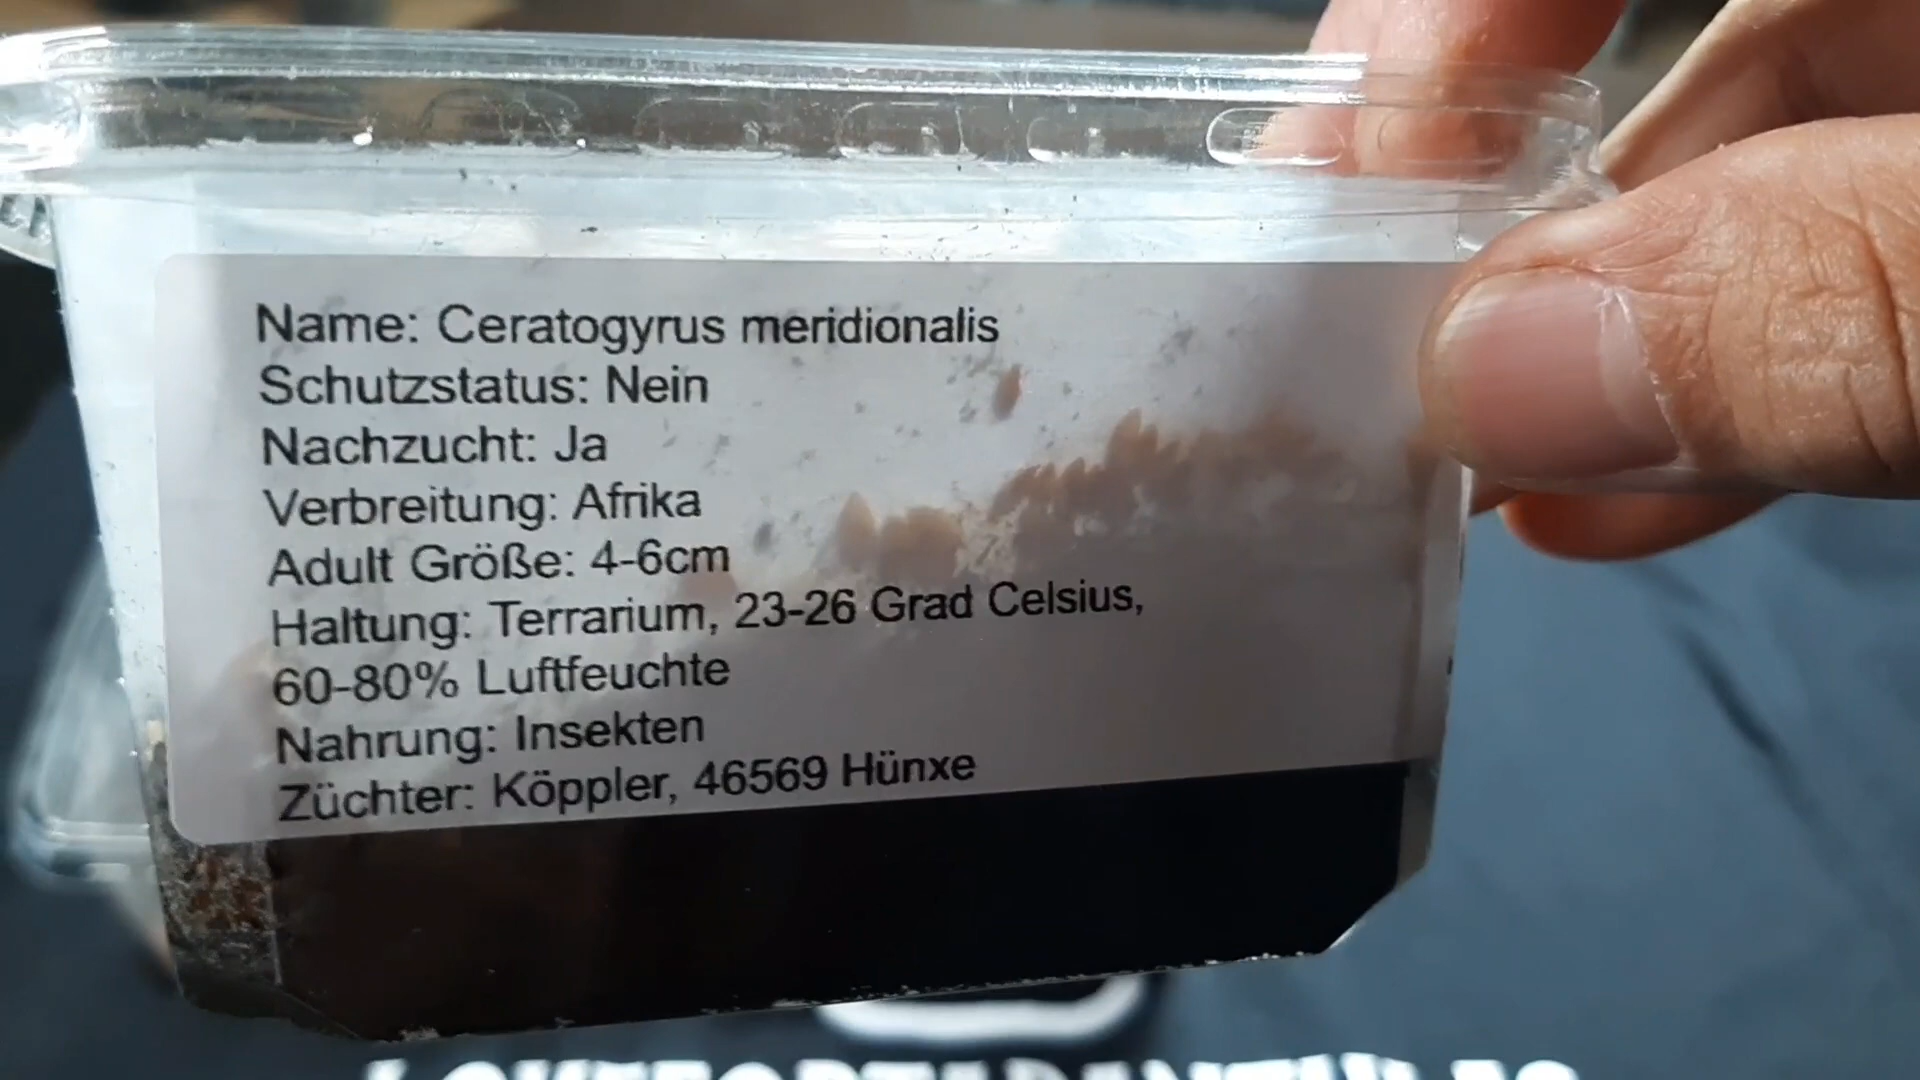 Name: Ceratogyrus meridionalis
Schutzstatus: Nein
Nachzucht: Ja
Verbreitung: Afrika
Adult Größe: 4-6cm
Haltung: Terrarium, 23-26 Grad Celsius,
60-80% Luftfeuchte
Nahrung: Insekten
Züchter: Köppler, 46569 Hünxe